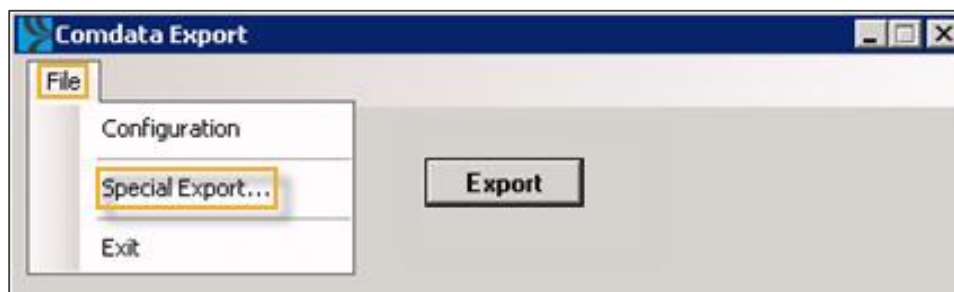 Comdata Export
File
Configuration
Special Export...
Export
Exit